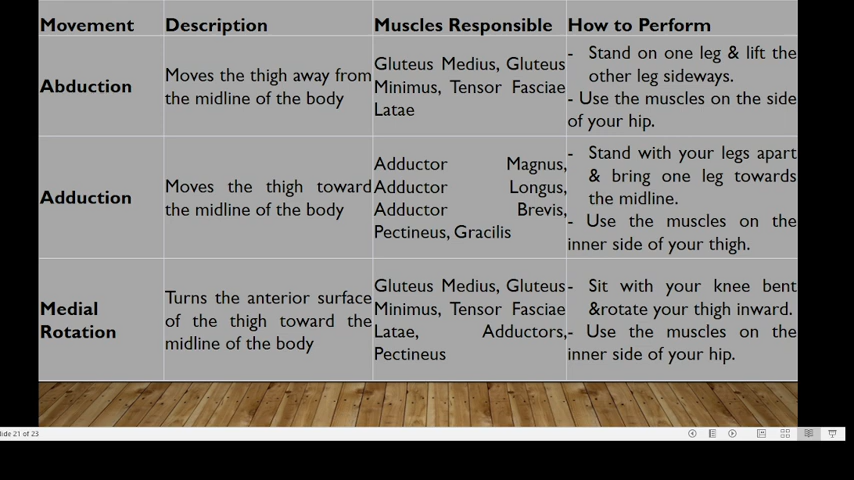 Movement
Description
Muscles Responsible
How to Perform
Abduction
Moves the thigh away from
the midline of the body
Gluteus Medius, Gluteus
Minimus, Tensor Fasciae
Latae
- Stand on one leg & lift the
other leg sideways.
- Use the muscles on the side
of your hip.
Adduction
Moves the thigh toward
the midline of the body
Adductor Magnus,
Adductor Longus,
Adductor Brevis,
Pectineus, Gracilis
- Stand with your legs apart
& bring one leg towards
the midline.
- Use the muscles on the
inner side of your thigh.
Medial
Rotation
Turns the anterior surface
of the thigh toward the
midline of the body
Gluteus Medius, Gluteus
Minimus, Tensor Fasciae
Latae, Adductors,
Pectineus
- Sit with your knee bent
&rotate your thigh inward.
- Use the muscles on the
inner side of your hip.
lide 21 of 23